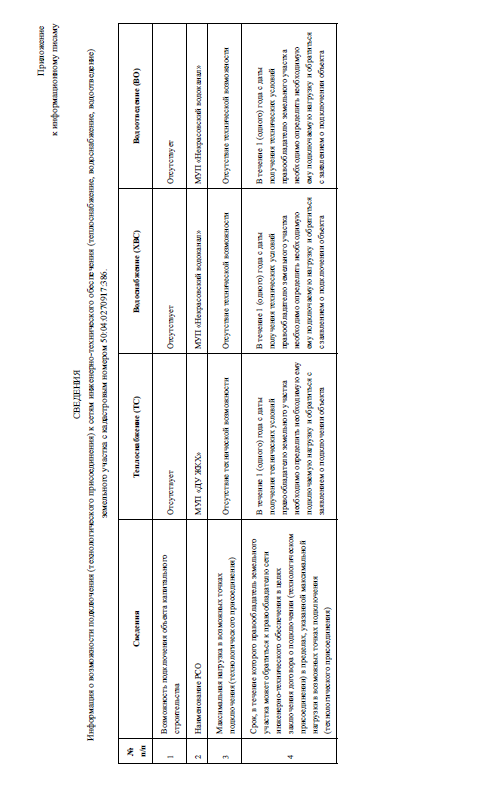 Приложение
к информационному письму
СВЕДЕНИЯ
Информация о возможности подключения (технологического присоединения) к сетям инженерно-технического обеспечения (теплоснабжение, водоснабжение, водоотведение)
земельного участка с кадастровым номером 50:04:0270917:386.
№
п/п
Сведения
Теплоснабжение (ТС)
Водоснабжение (ХВС)
Водоотведение (ВО)
1
Возможность подключения объекта капитального
строительства
Отсутствует
Отсутствует
Отсутствует
2
Наименование РСО
МУП «ДУ ЖКСХ»
МУП «Некрасовский водоканал»
МУП «Некрасовский водоканал»
3
Максимальная нагрузка в возможных точках
подключения (технологического присоединения)
Отсутствие технической возможности
Отсутствие технической возможности
Отсутствие технической возможности
4
Срок, в течение которого правообладатель земельного
участка может обратиться к правообладателю сети
инженерно-технического обеспечения в целях
заключения договора о подключении (технологическом
присоединении) в пределах, указанной максимальной
нагрузки в возможных точках подключения
(технологического присоединения)
В течение 1 (одного) года с даты
получения технических условий
правообладателю земельного участка
необходимо определить необходимую ему
подключаемую нагрузку и обратиться с
заявлением о подключении объекта
В течение 1 (одного) года с даты
получения технических условий
правообладателю земельного участка
необходимо определить необходимую
ему подключаемую нагрузку и обратиться
с заявлением о подключении объекта
В течение 1 (одного) года с даты
получения технических условий
правообладателю земельного участка
необходимо определить необходимую
ему подключаемую нагрузку и обратиться
с заявлением о подключении объекта